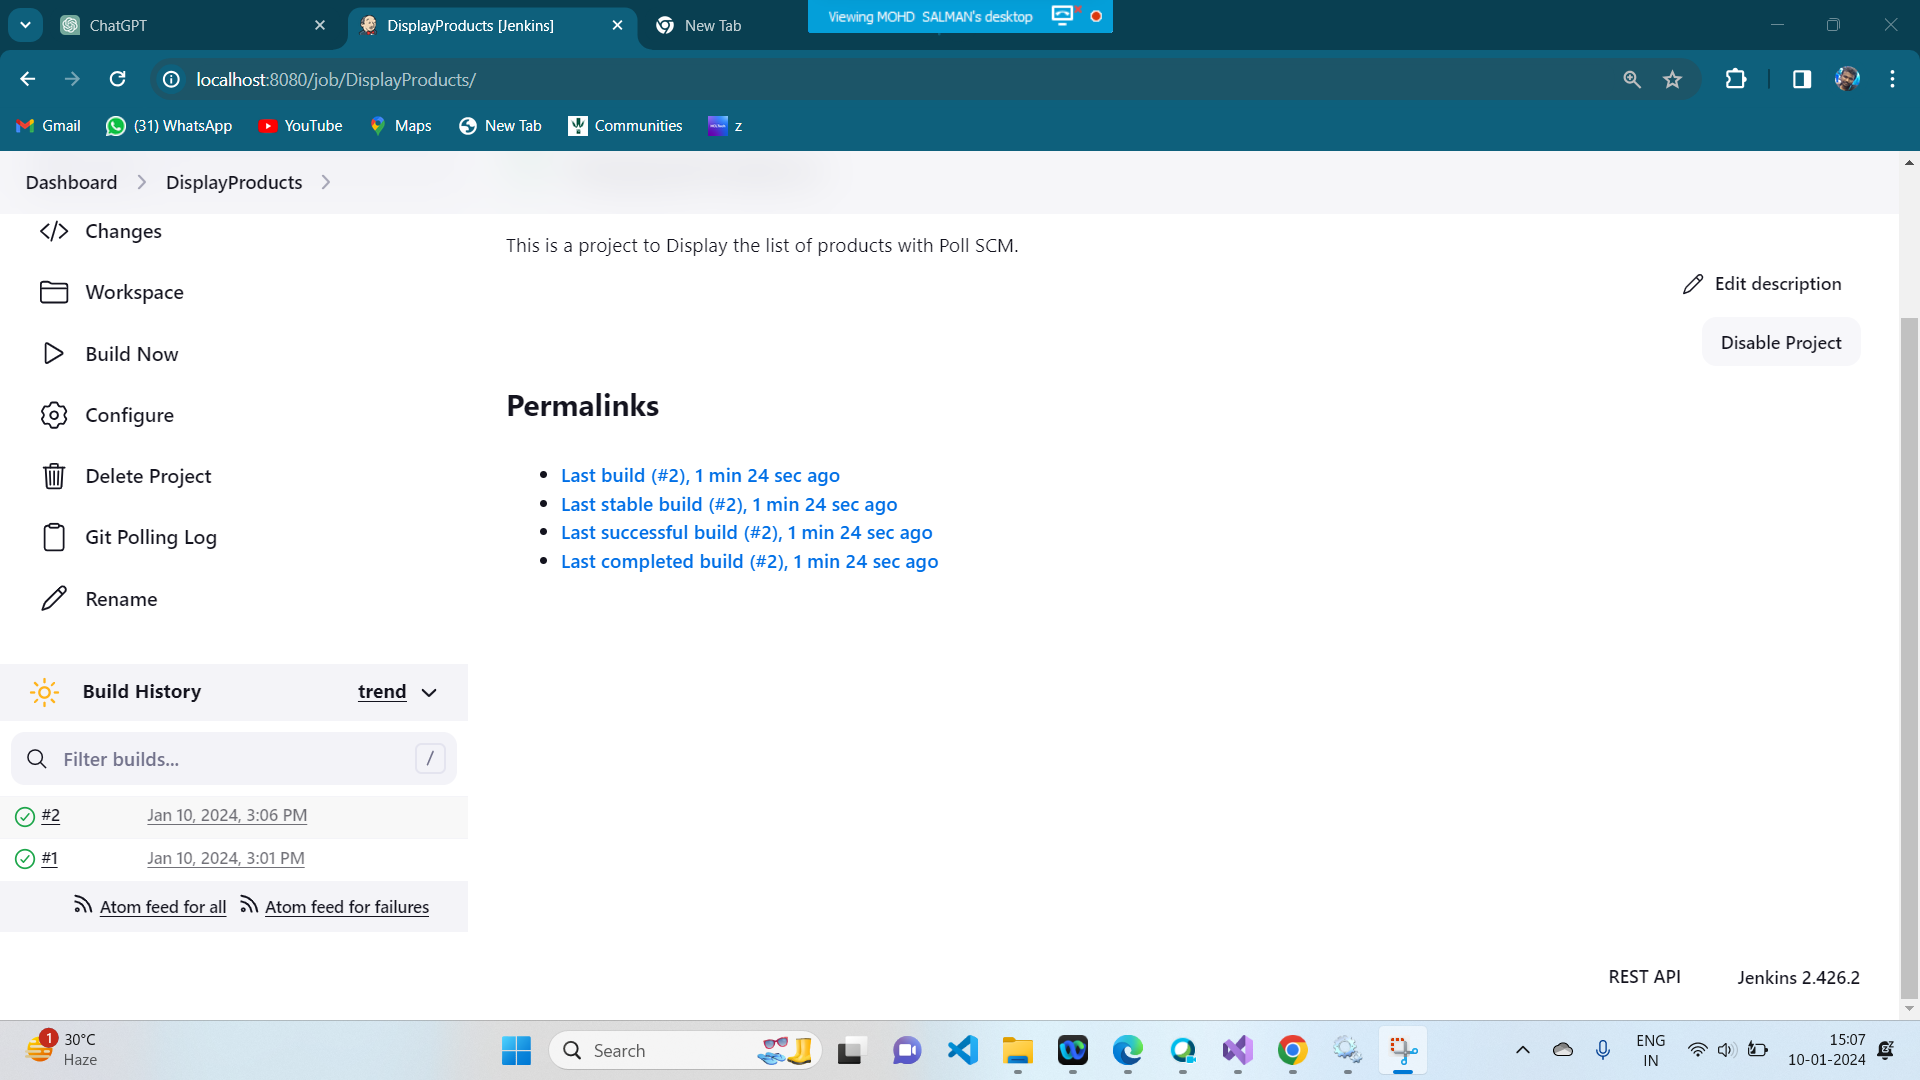 ChatGPT
DisplayProducts [Jenkins]
New Tab
Viewing MOHD SALMAN's desktop
localhost:8080/job/DisplayProducts/
Gmail
(31) WhatsApp
YouTube
Maps
New Tab
Communities
z
Dashboard
DisplayProducts
Changes
Workspace
Build Now
Configure
Delete Project
Git Polling Log
Rename
This is a project to Display the list of products with Poll SCM.
Edit description
Disable Project
Permalinks
Last build (#2), 1 min 24 sec ago
Last stable build (#2), 1 min 24 sec ago
Last successful build (#2), 1 min 24 sec ago
Last completed build (#2), 1 min 24 sec ago
Build History
trend
Filter builds...
/
#2
Jan 10, 2024, 3:06 PM
#1
Jan 10, 2024, 3:01 PM
Atom feed for all
Atom feed for failures
REST API
Jenkins 2.426.2
1
30°C
Haze
Search
ENG
IN
15:07
10-01-2024